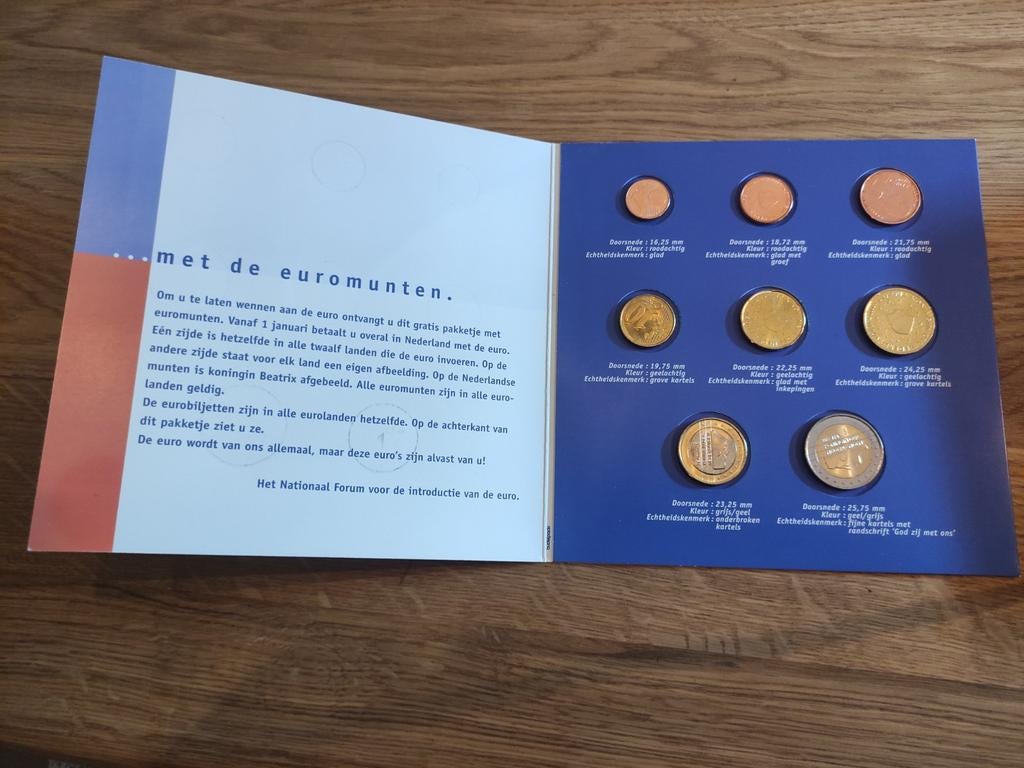 ...met de euromunten.
Om u te laten wennen aan de euro ontvangt u dit gratis pakketje met
euromunten. Vanaf 1 januari betaalt u overal in Nederland met de euro.
Eén zijde is hetzelfde in alle twaalf landen die de euro invoeren. Op de
andere zijde staat voor elk land een eigen afbeelding. Op de Nederlandse
munten is koningin Beatrix afgebeeld. Alle euromunten zijn in alle euro-
landen geldig.
De eurobiljetten zijn in alle eurolanden hetzelfde. Op de achterkant van
dit pakketje ziet u ze.
De euro wordt van ons allemaal, maar deze euro's zijn alvast van u!
Het Nationaal Forum voor de introductie van de euro.
Doorsnede : 16,25 mm
Kleur : roodachtig
Echtheidskenmerk : glad
Doorsnede : 18,72 mm
Kleur : roodachtig
Echtheidskenmerk : glad met
groef
Doorsnede : 21,75 mm
Kleur : roodachtig
Echtheidskenmerk : glad
Doorsnede : 19,75 mm
Kleur : geelachtig
Echtheidskenmerk : grove kartels
Doorsnede : 22,25 mm
Kleur : geelachtig
Echtheidskenmerk : glad met
inkepingen
Doorsnede : 24,25 mm
Kleur : geelachtig
Echtheidskenmerk : grove kartels
Doorsnede : 23,25 mm
Kleur : grijs/geel
Echtheidskenmerk : onderbroken
kartels
Doorsnede : 25,75 mm
Kleur : geel/grijs
Echtheidskenmerk : fijne kartels met
randschrift 'God zij met ons'